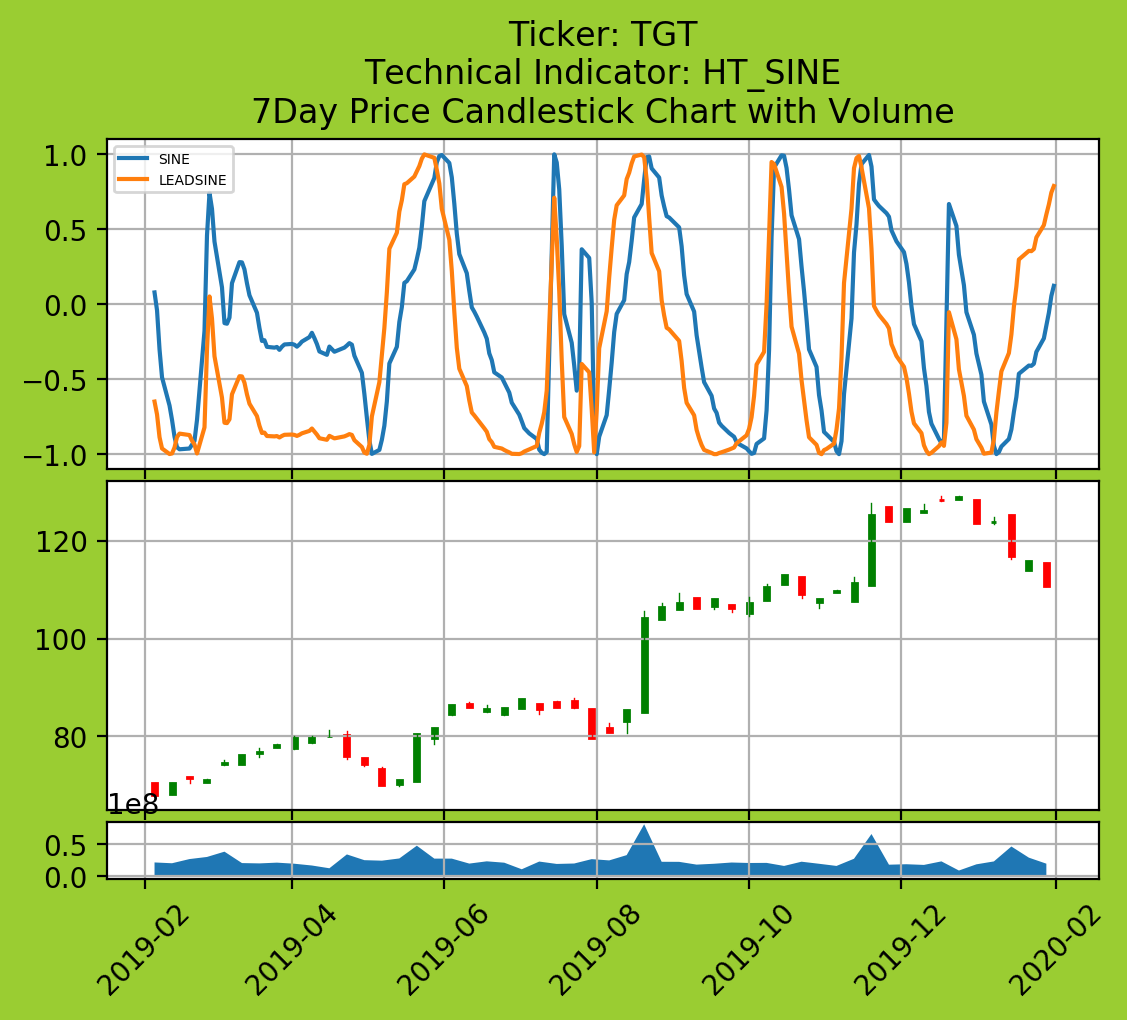 Ticker: TGT
Technical Indicator: HT_SINE
7Day Price Candlestick Chart with Volume
SINE
LEADSINE
1.0
0.5
0.0
−0.5
−1.0
120
100
80
1e8
0.5
0.0
2019-02
2019-04
2019-06
2019-08
2019-10
2019-12
2020-02